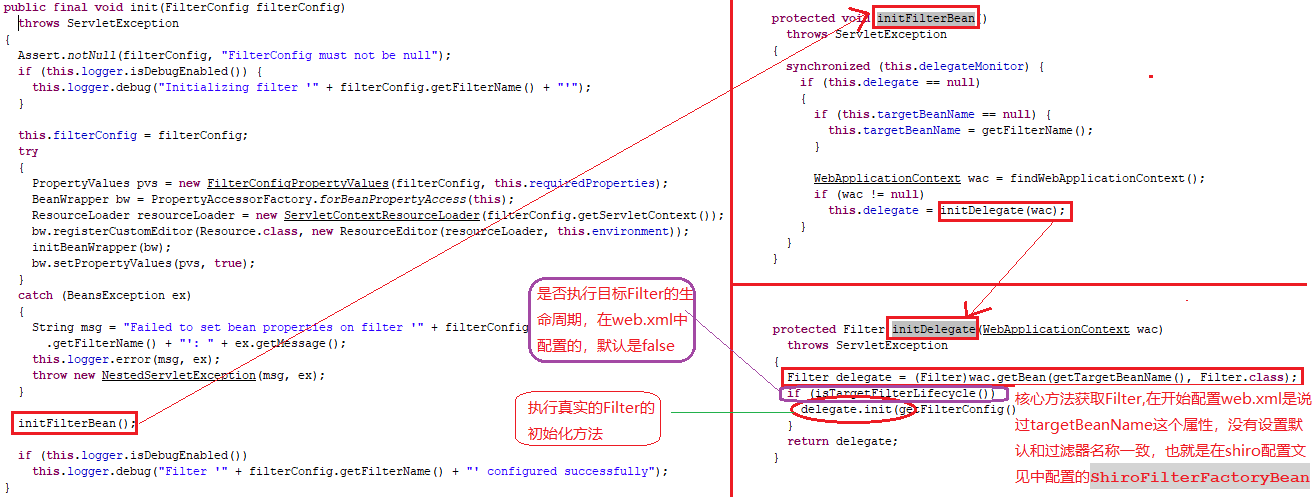 public final void init(FilterConfig filterConfig)
throws ServletException
{
Assert.notNull(filterConfig, "FilterConfig must not be null");
if (this.logger.isDebugEnabled()) {
this.logger.debug("Initializing filter '" + filterConfig.getFilterName() + "'");
}
this.filterConfig = filterConfig;
try
{
PropertyValues pvs = new FilterConfigPropertyValues(filterConfig, this.requiredProperties);
BeanWrapper bw = PropertyAccessorFactory.forBeanPropertyAccess(this);
ResourceLoader resourceLoader = new ServletContextResourceLoader(filterConfig.getServletContext());
bw.registerCustomEditor(Resource.class, new ResourceEditor(resourceLoader, this.environment));
initBeanWrapper(bw);
bw.setPropertyValues(pvs, true);
}
catch (BeansException ex)
{
String msg = "Failed to set bean properties on filter '" + filterConfig
.getFilterName() + "': " + ex.getMessage();
this.logger.error(msg, ex);
throw new NestedServletException(msg, ex);
}
initFilterBean();
if (this.logger.isDebugEnabled())
this.logger.debug("Filter '" + filterConfig.getFilterName() + "' configured successfully");
}
是否执行目标Filter的生
命周期，在web.xml中
配置的，默认是false
执行真实的Filter的
初始化方法
protected void initFilterBean()
throws ServletException
{
synchronized (this.delegateMonitor) {
if (this.delegate == null)
{
if (this.targetBeanName == null) {
this.targetBeanName = getFilterName();
}
WebApplicationContext wac = findWebApplicationContext();
if (wac != null)
this.delegate = initDelegate(wac);
}
}
}
protected Filter initDelegate(WebApplicationContext wac)
throws ServletException
{
Filter delegate = (Filter)wac.getBean(getTargetBeanName(), Filter.class);
if (isTargetFilterLifecycle())
delegate.init(getFilterConfig()
}
return delegate;
}
核心方法获取Filter,在开始配置web.xml是说
过targetBeanName这个属性，没有设置默
认和过滤器名称一致，也就是在shiro配置文
见中配置的ShiroFilterFactoryBean